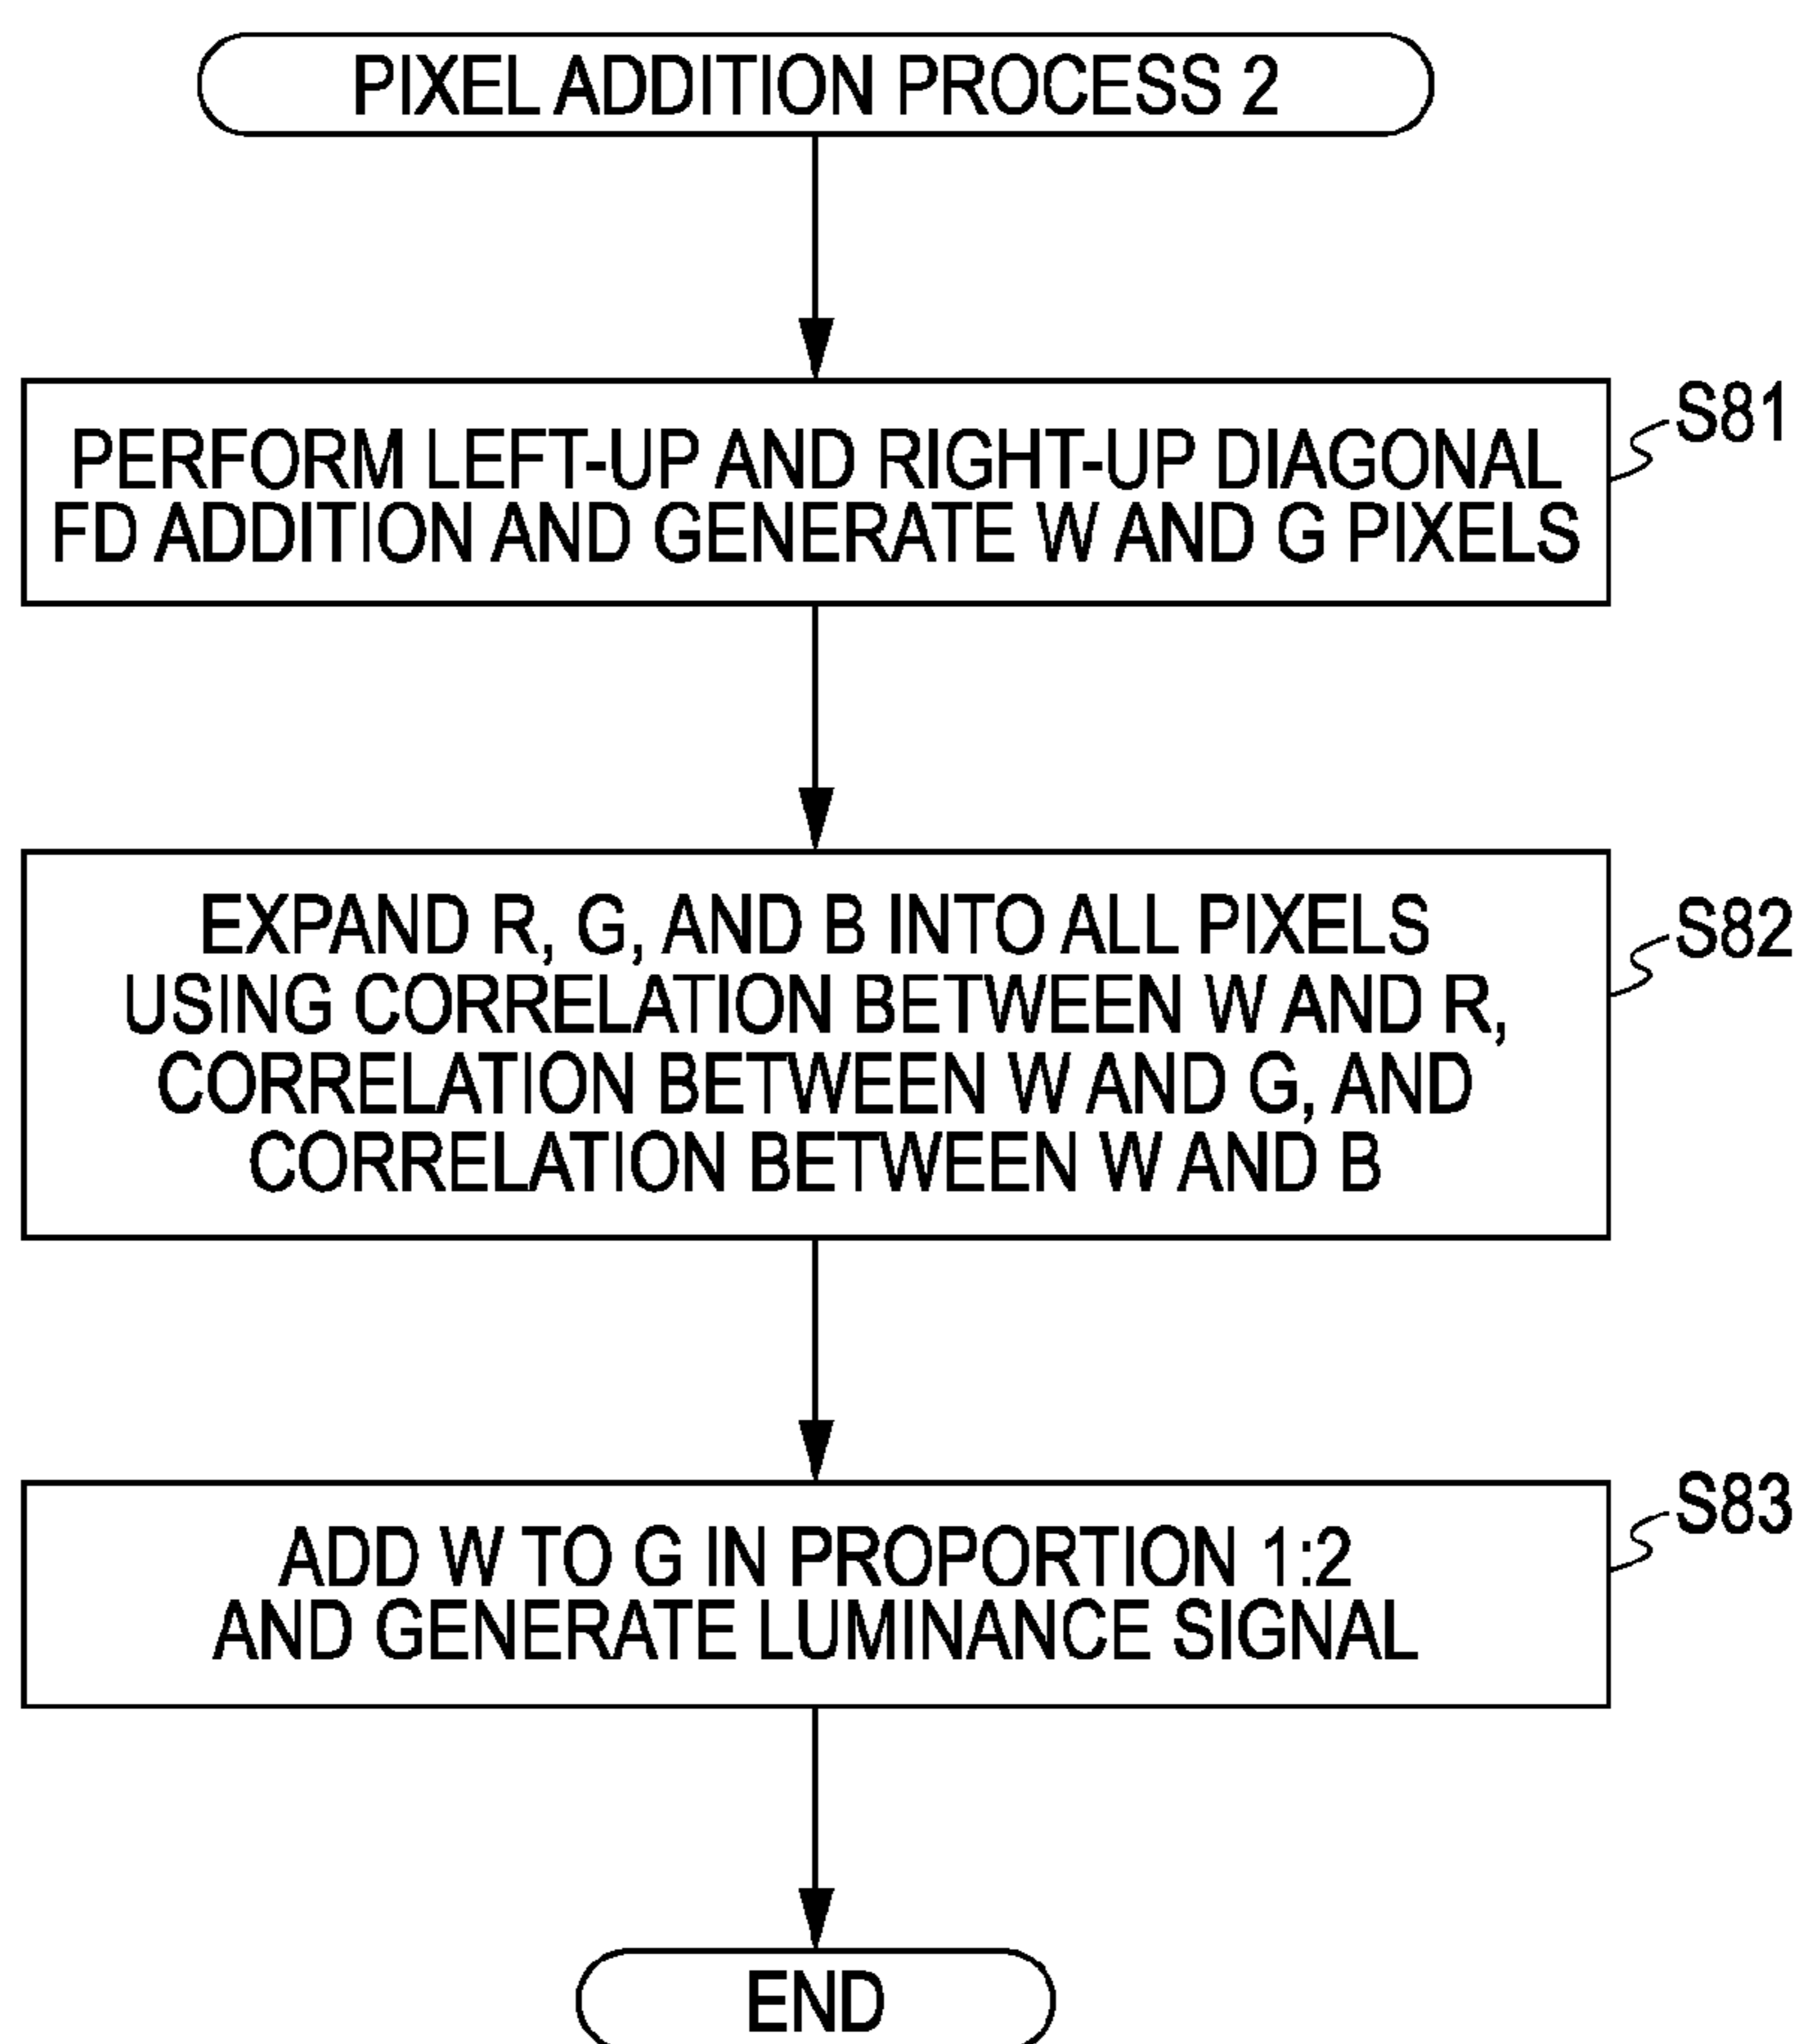 PIXEL ADDITION PROCESS 2
PERFORM LEFT-UP AND RIGHT-UP DIAGONAL
FD ADDITION AND GENERATE W AND G PIXELS
S81
EXPAND R, G, AND B INTO ALL PIXELS
USING CORRELATION BETWEEN W AND R,
CORRELATION BETWEEN W AND G, AND
CORRELATION BETWEEN W AND B
S82
ADD W TO G IN PROPORTION 1:2
AND GENERATE LUMINANCE SIGNAL
S83
END